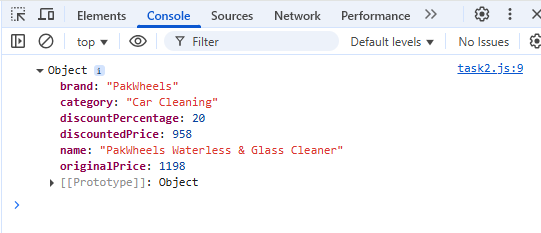 Elements Console Sources Network Performance
top Filter Default levels No Issues
Object i task2.js:9
brand: "PakWheels"
category: "Car Cleaning"
discountPercentage: 20
discountedPrice: 958
name: "PakWheels Waterless & Glass Cleaner"
originalPrice: 1198
[[Prototype]]: Object